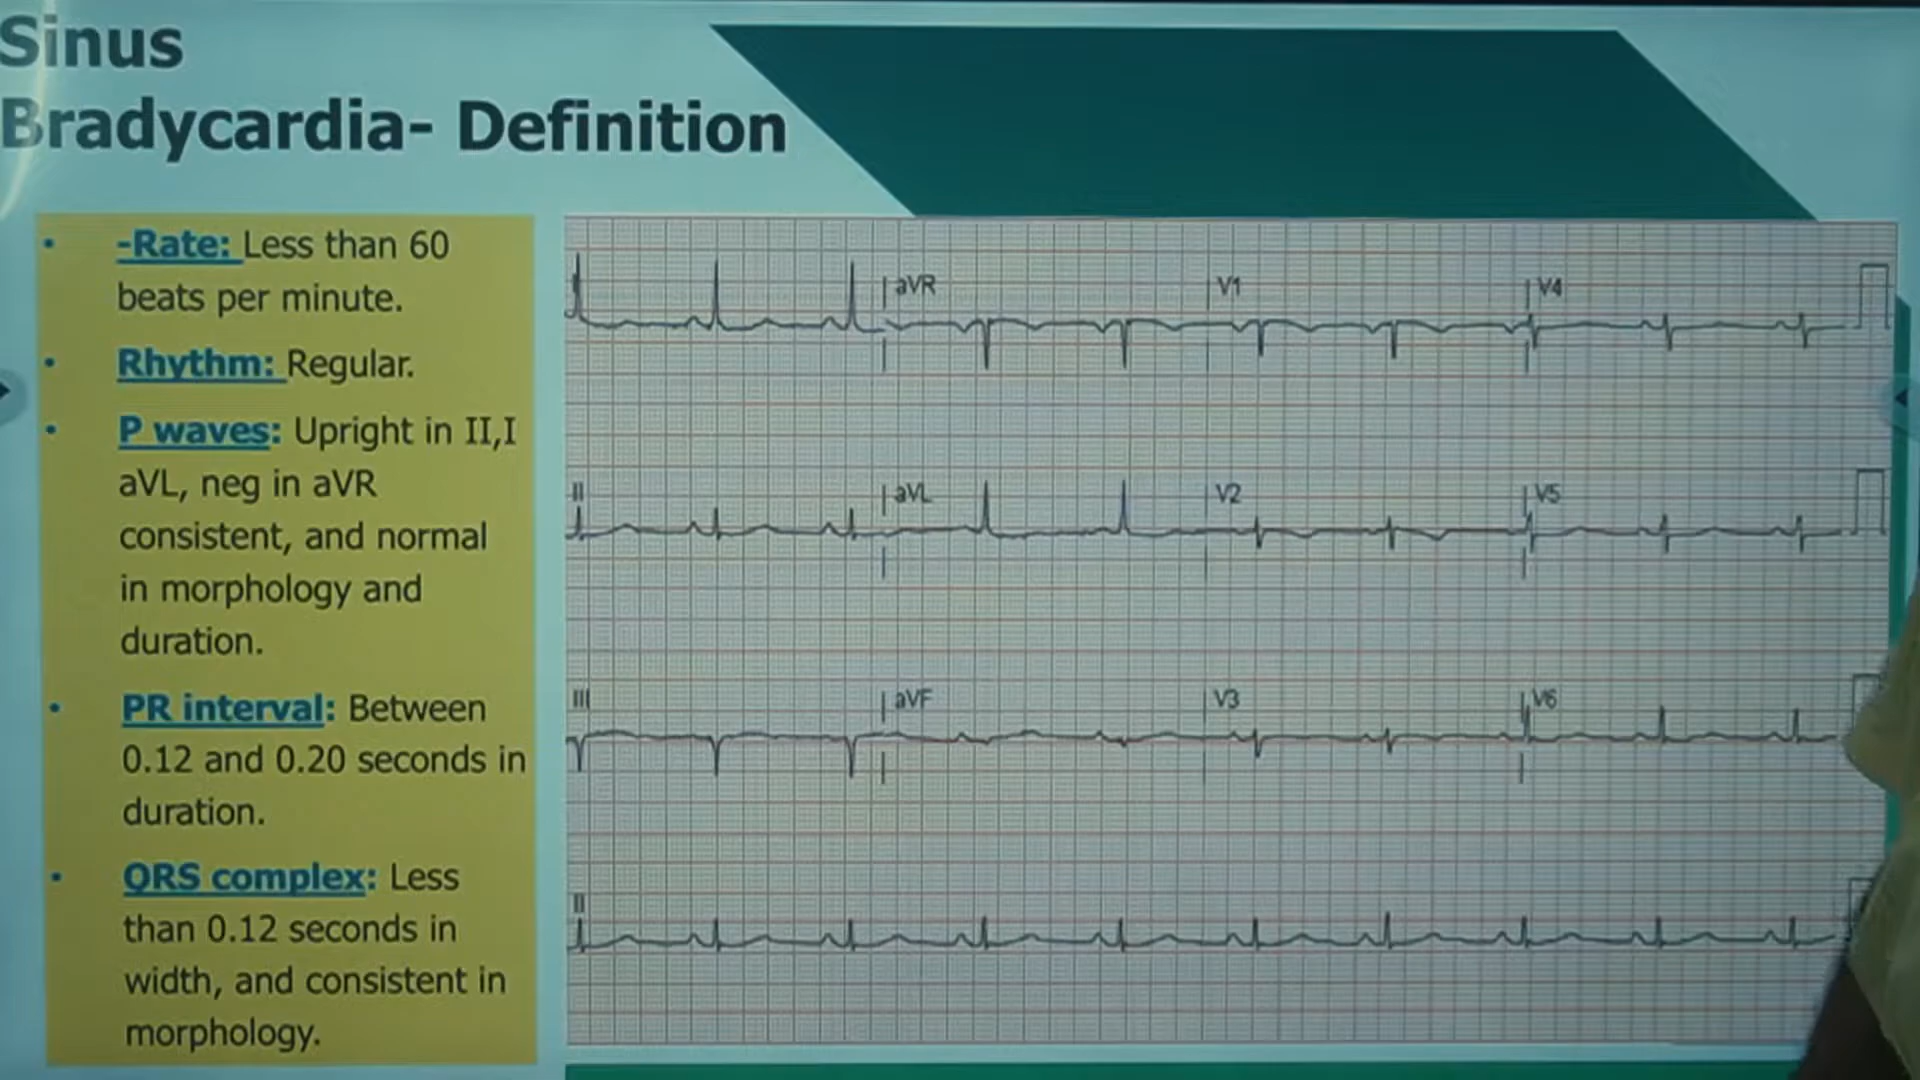 Sinus
Bradycardia- Definition
• -Rate: Less than 60
beats per minute.
• Rhythm: Regular.
• P waves: Upright in II,I
aVL, neg in aVR
consistent, and normal
in morphology and
duration.
• PR interval: Between
0.12 and 0.20 seconds in
duration.
• QRS complex: Less
than 0.12 seconds in
width, and consistent in
morphology.
aVR V1 V4
II aVL V2 V5
III aVF V3 V6
II